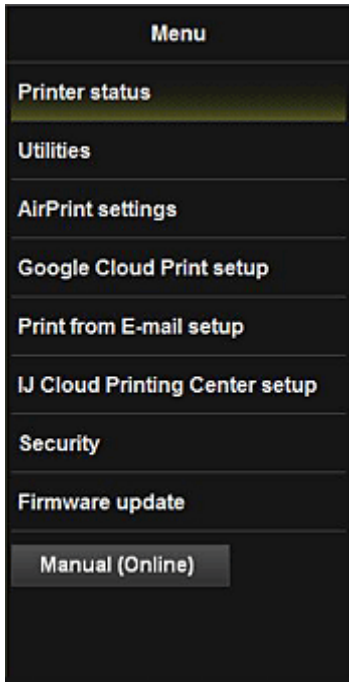 Menu
Printer status
Utilities
AirPrint settings
Google Cloud Print setup
Print from E-mail setup
IJ Cloud Printing Center setup
Security
Firmware update
Manual (Online)